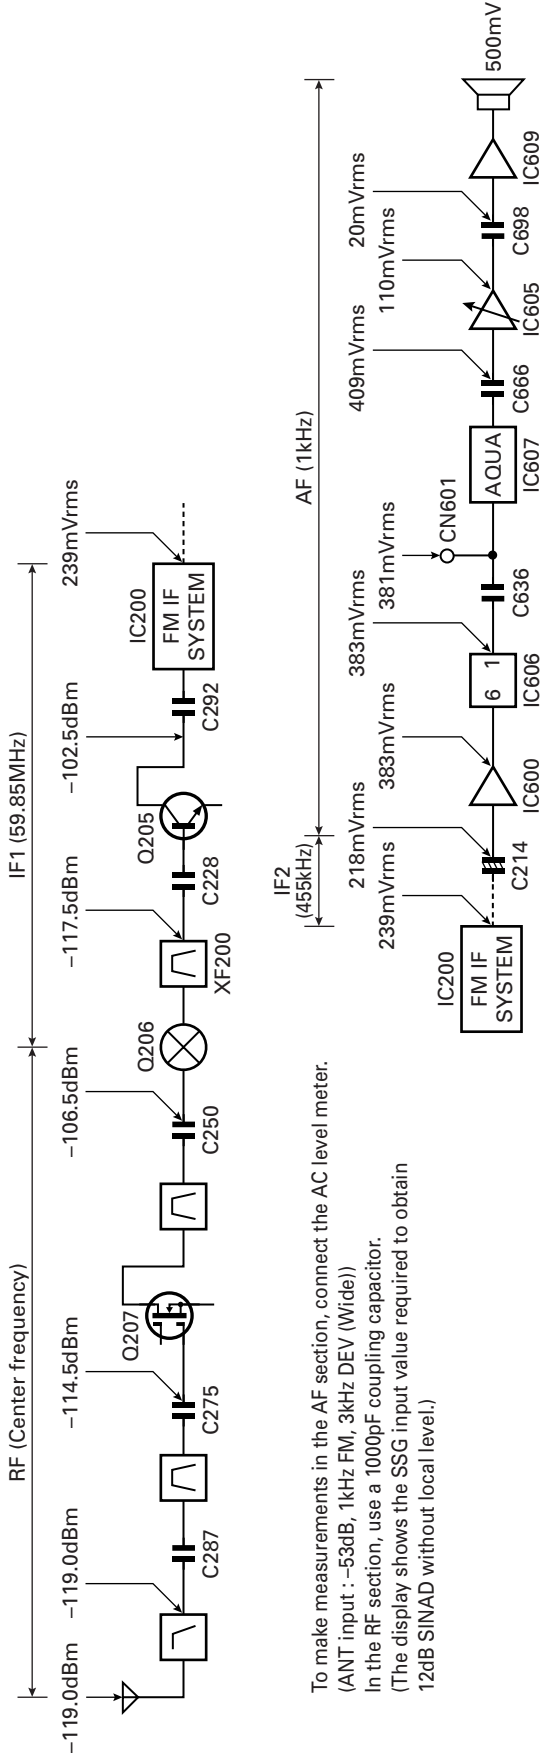 RF (Center frequency)
IF1 (59.85MHz)
–119.0dBm
–119.0dBm
–114.5dBm
–106.5dBm
–117.5dBm
–102.5dBm
239mVrms
C287
C275
Q207
C250
Q206
XF200
C228
Q205
C292
IC200
FM IF
SYSTEM
IF2
(455kHz)
AF (1kHz)
239mVrms
218mVrms
383mVrms
383mVrms
381mVrms
409mVrms
110mVrms
20mVrms
500mV
IC200
FM IF
SYSTEM
C214
IC600
6 1
IC606
C636
CN601
AQUA
IC607
C666
IC605
C698
IC609
To make measurements in the AF section, connect the AC level meter.
(ANT input : –53dB, 1kHz FM, 3kHz DEV (Wide))
In the RF section, use a 1000pF coupling capacitor.
(The display shows the SSG input value required to obtain
12dB SINAD without local level.)